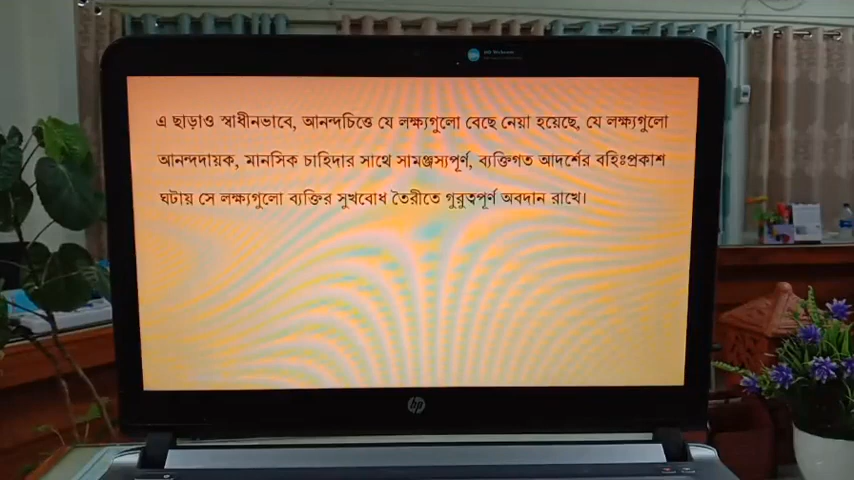 এ ছাড়াও স্বাধীনভাবে, আনন্দচিত্তে যে লক্ষ্যগুলো বেছে নেয়া হয়েছে, যে লক্ষ্যগুলো
আনন্দদায়ক, মানসিক চাহিদার সাথে সামঞ্জস্যপূর্ণ, ব্যক্তিগত আদর্শের বহিঃপ্রকাশ
ঘটায় সে লক্ষ্যগুলো ব্যক্তির সুখবোধ তৈরীতে গুরুত্বপূর্ণ অবদান রাখে।
hp